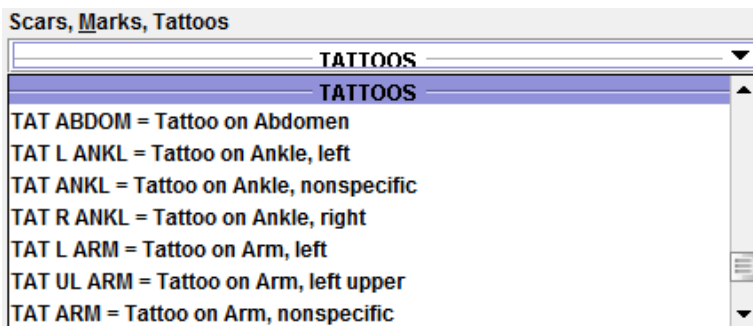 Scars, Marks, Tattoos
TATTOOS
TATTOOS
TAT ABDOM = Tattoo on Abdomen
TAT L ANKL = Tattoo on Ankle, left
TAT ANKL = Tattoo on Ankle, nonspecific
TAT R ANKL = Tattoo on Ankle, right
TAT L ARM = Tattoo on Arm, left
TAT UL ARM = Tattoo on Arm, left upper
TAT ARM = Tattoo on Arm, nonspecific